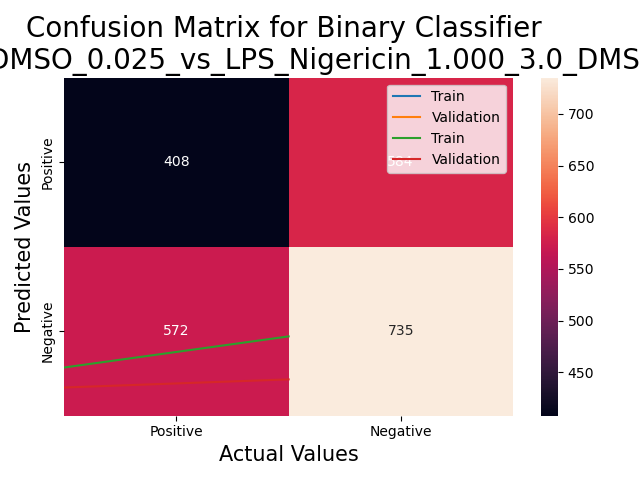 Confusion Matrix for Binary Classifier
DMSO_0.025_vs_LPS_Nigericin_1.000_3.0_DMS
Train
Validation
Train
Validation
Positive
Negative
Predicted Values
408
572
735
Positive
Negative
Actual Values
700
650
600
550
500
450